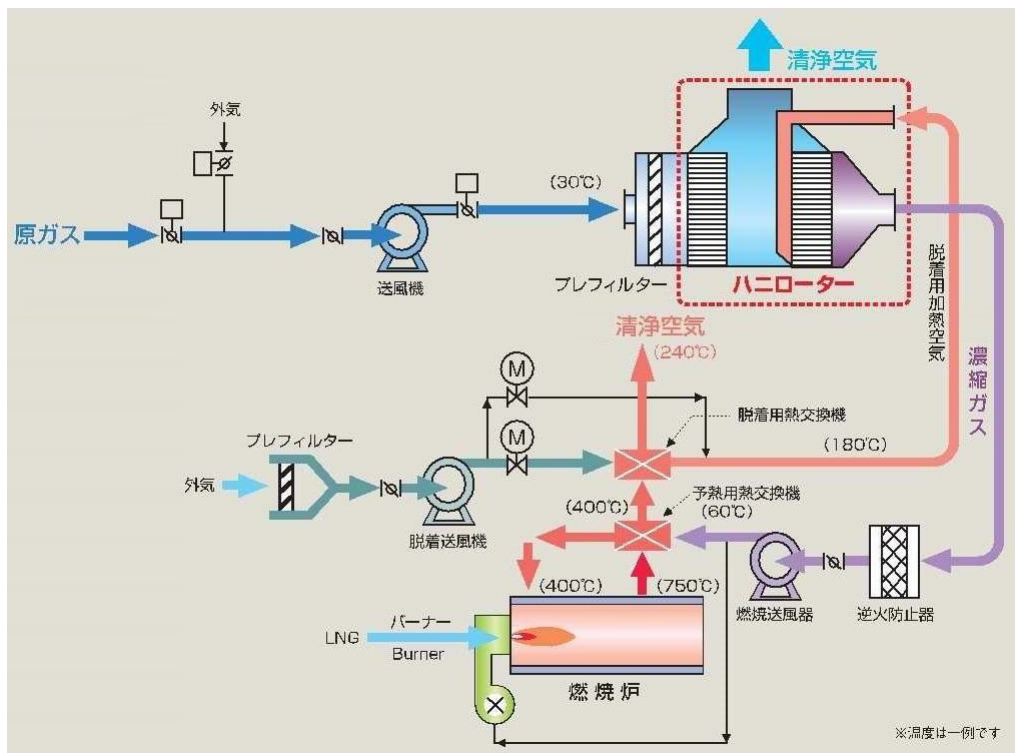 清浄空気
外気
(30℃)
原ガス
送風機
プレフィルター
ハニローター
脱着用加熱空気
濃縮ガス
清浄空気
(240℃)
M
脱着用熱交換機
プレフィルター
M
(180℃)
外気
予熱用熱交換機
(400℃)
(60℃)
脱着送風機
(400℃)
(750℃)
燃焼送風器
逆火防止器
バーナー
LNG
Burner
燃焼炉
※温度は一例です